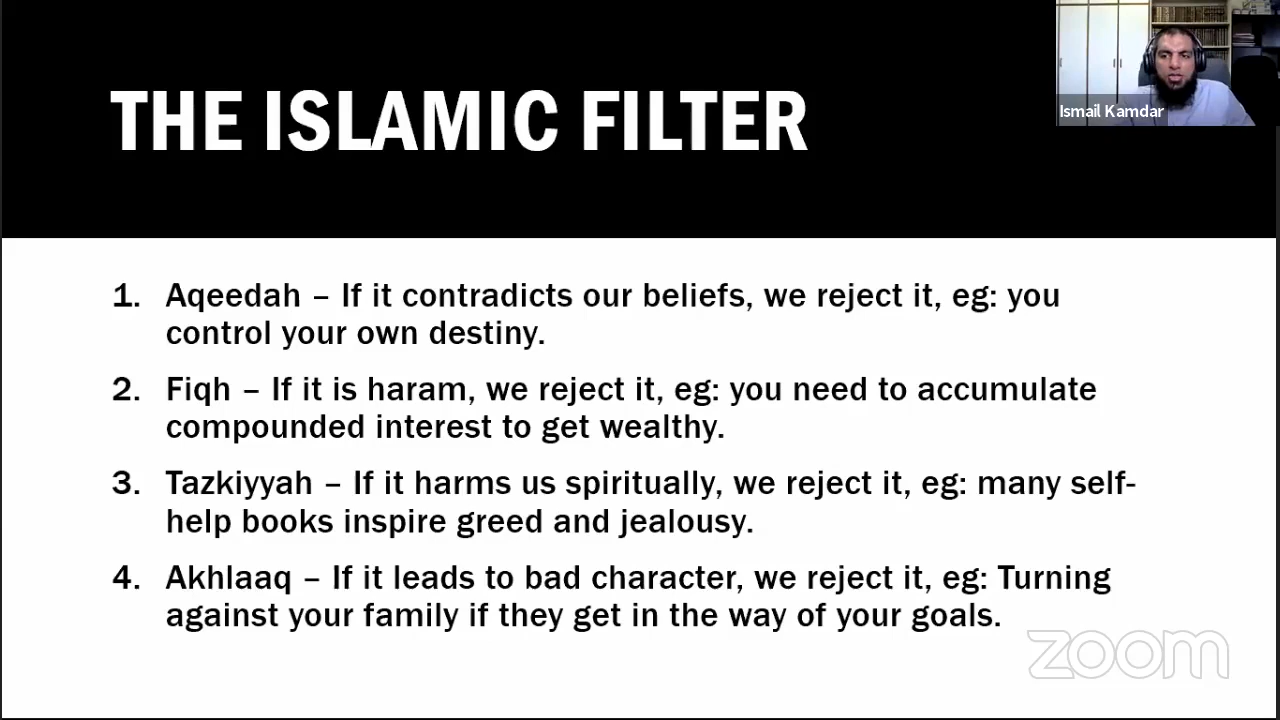 THE ISLAMIC FILTER
Ismail Kamdar
1. Aqeedah – If it contradicts our beliefs, we reject it, eg: you
control your own destiny.
2. Fiqh – If it is haram, we reject it, eg: you need to accumulate
compounded interest to get wealthy.
3. Tazkiyyah – If it harms us spiritually, we reject it, eg: many self-
help books inspire greed and jealousy.
4. Akhlaaq – If it leads to bad character, we reject it, eg: Turning
against your family if they get in the way of your goals.
zoom